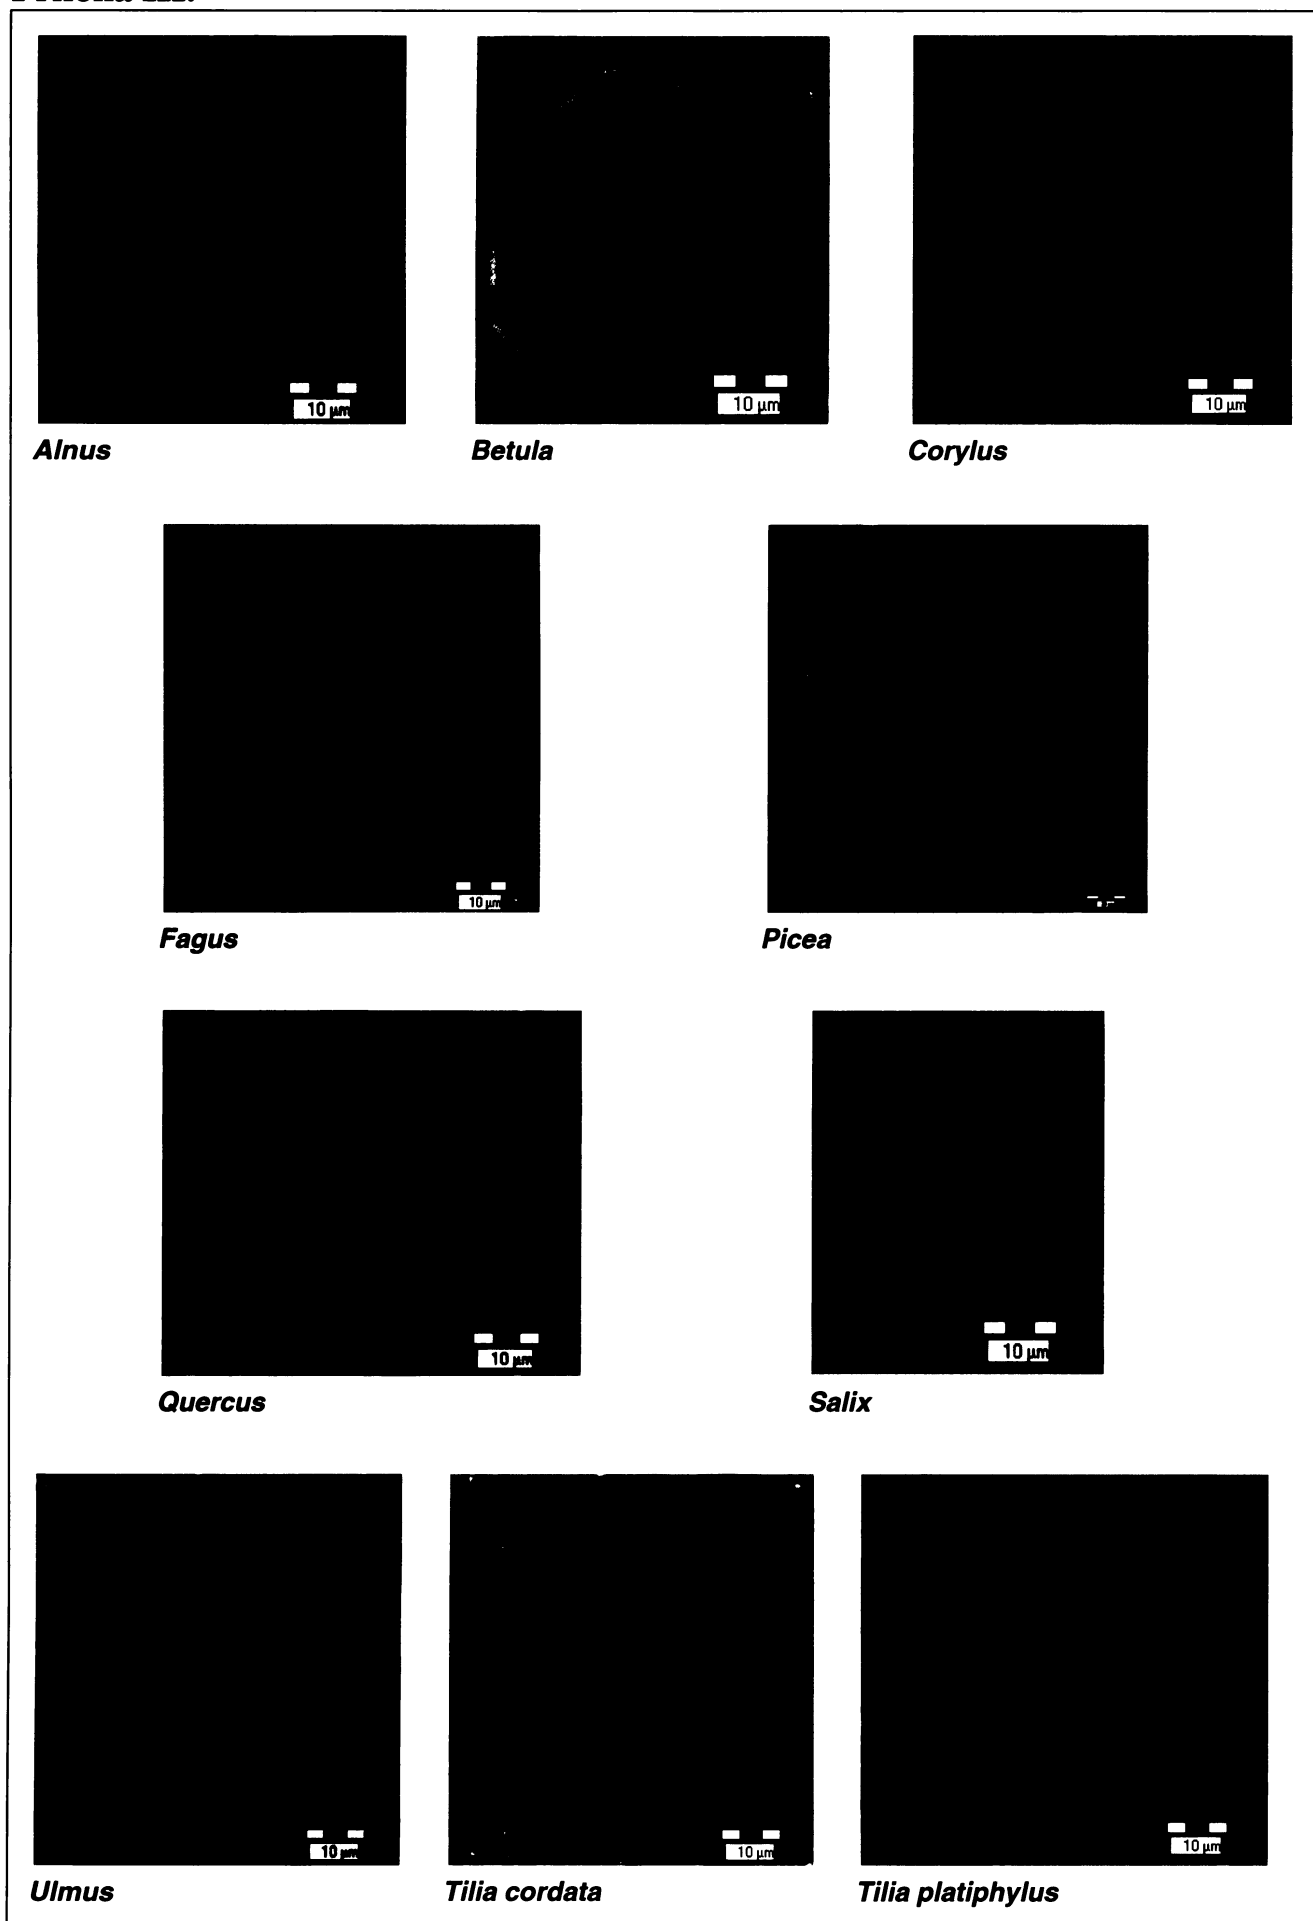 10 µm
10 µm
10 µm
Alnus
Betula
Corylus
10 µm
Fagus
Picea
10 µm
10 µm
Quercus
Salix
10 µm
10 µm
10 µm
Ulmus
Tilia cordata
Tilia platiphylus